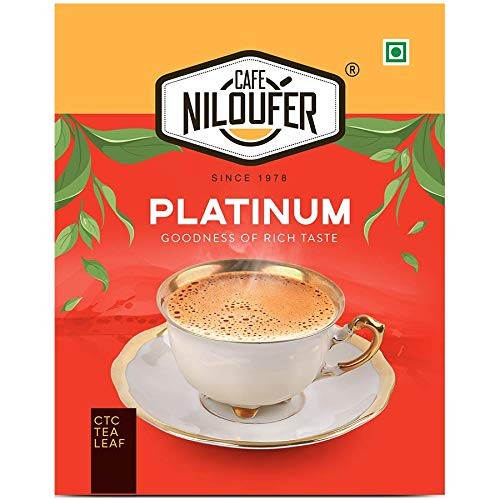 CAFE
NILOUFER
®
SINCE 1978
PLATINUM
GOODNESS OF RICH TASTE
CTC
TEA
LEAF